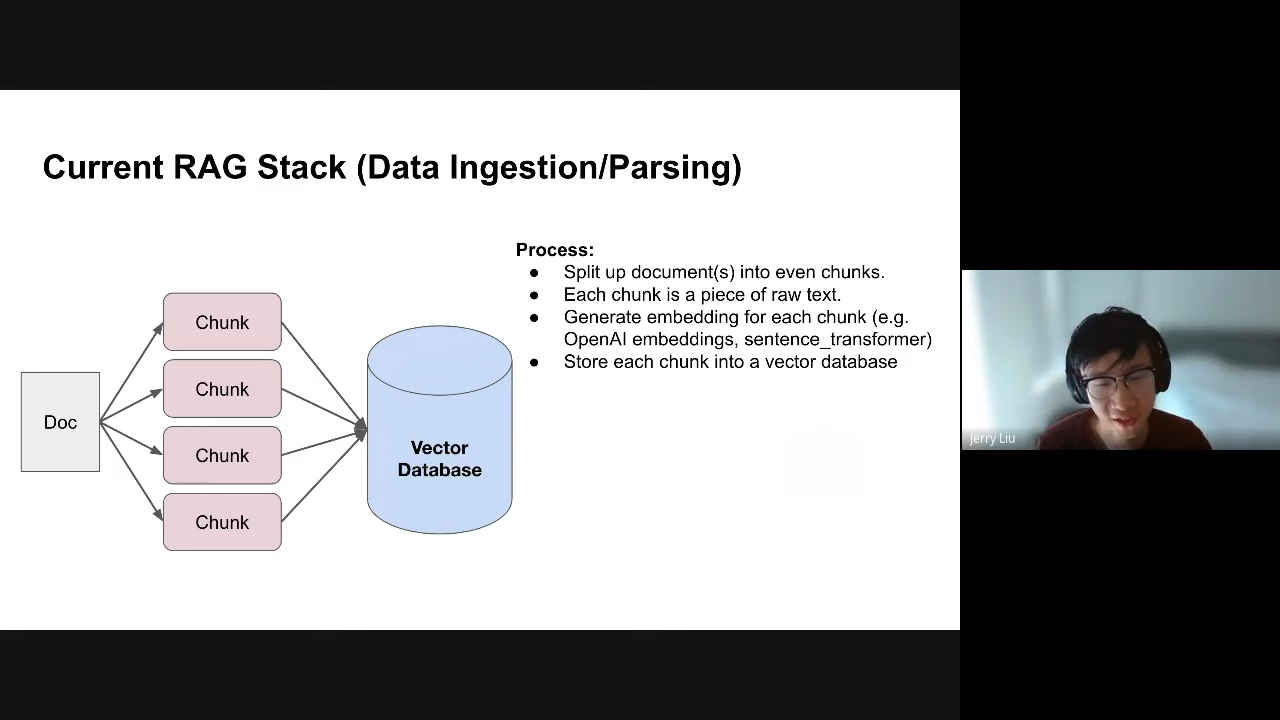 Current RAG Stack (Data Ingestion/Parsing)
Process:
● Split up document(s) into even chunks.
● Each chunk is a piece of raw text.
● Generate embedding for each chunk (e.g.
OpenAI embeddings, sentence_transformer)
● Store each chunk into a vector database
Doc
Chunk
Chunk
Chunk
Chunk
Vector
Database
Jerry Liu